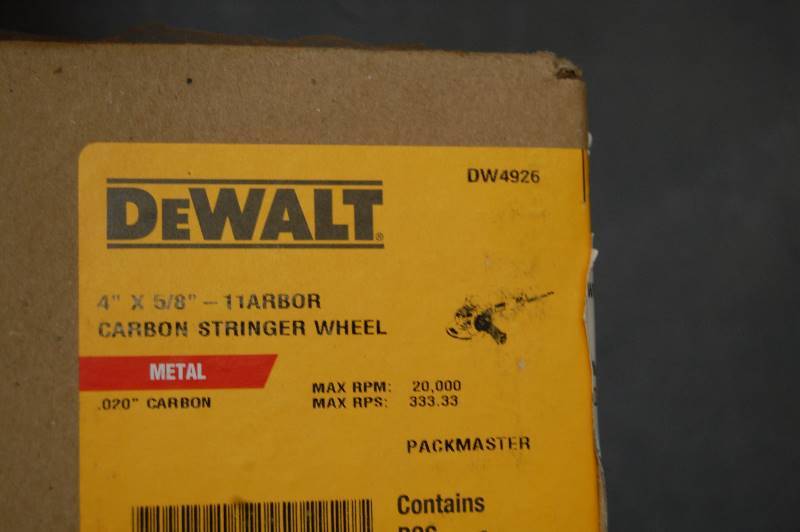 DW4926
DEWALT®
4" X 5/8" – 11ARBOR
CARBON STRINGER WHEEL
METAL
.020" CARBON
MAX RPM: 20,000
MAX RPS: 333.33
PACKMASTER
Contains